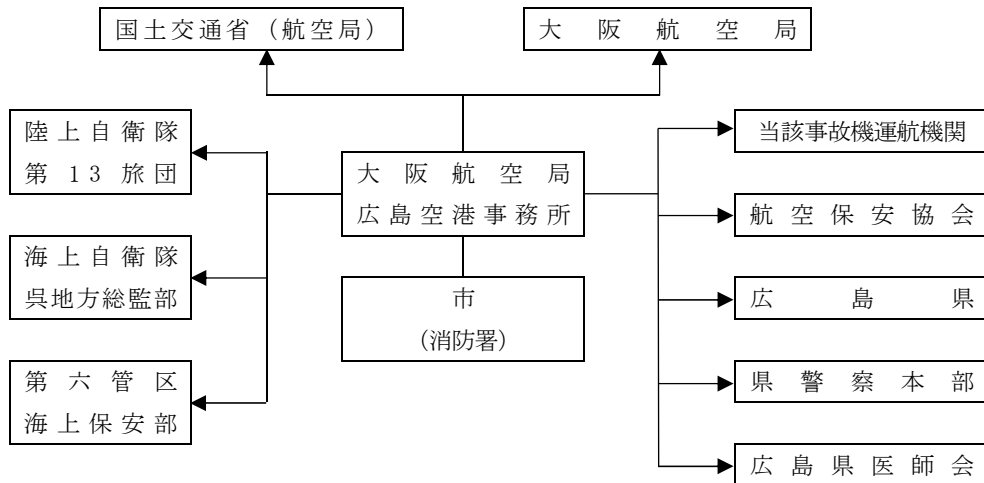 国土交通省（航空局）
大阪航空局
陸上自衛隊
第13旅団
大阪航空局
広島空港事務所
当該事故機運航機関
航空保安協会
海上自衛隊
呉地方総監部
市
（消防署）
広島県
第六管区
海上保安部
県警察本部
広島県医師会